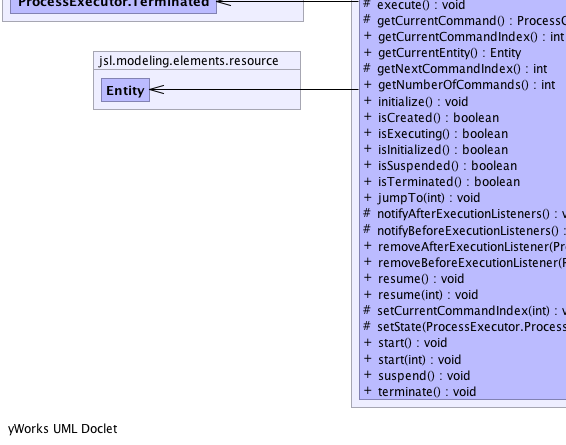 ProcessExecutor.Terminated
# execute() : void
# getCurrentCommand() :
+ getCurrentCommandIndex() : int
+ getCurrentEntity() : Entity
# getNextCommandIndex() : int
+ getNumberOfCommands() : int
+ initialize() : void
+ isCreated() : boolean
+ isExecuting() : boolean
+ isInitialized() : boolean
+ isSuspended() : boolean
+ isTerminated() : boolean
+ jumpTo(int) : void
# notifyAfterExecutionListeners() :
# notifyBeforeExecutionListeners() :
+ removeAfterExecutionListener(
+ removeBeforeExecutionListener(
+ resume() : void
+ resume(int) : void
# setCurrentCommandIndex(int) :
# setState(ProcessExecutor.Process
+ start() : void
+ start(int) : void
+ suspend() : void
+ terminate() : void
jsl.modeling.elements.resource
Entity
yWorks UML Doclet